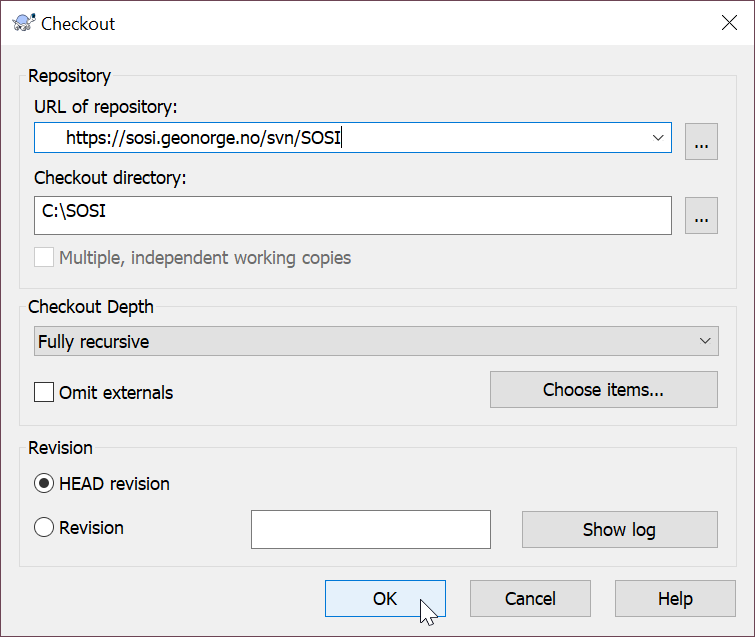 Checkout
Repository
URL of repository:
https://sosi.geonorge.no/svn/SOSI
...
Checkout directory:
C:\SOSI
...
Multiple, independent working copies
Checkout Depth
Fully recursive
Omit externals
Choose items...
Revision
HEAD revision
Revision
Show log
OK
Cancel
Help